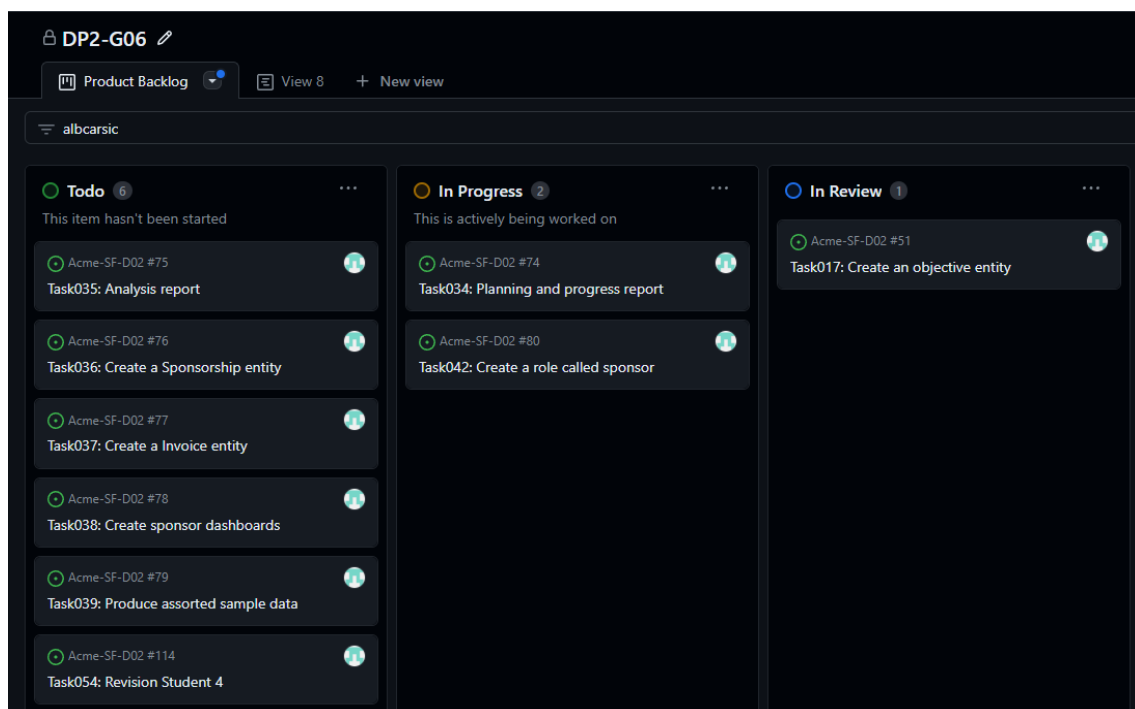 DP2-G06
Product Backlog
View 8
+ New view
albcarsic
Todo 6
This item hasn't been started
Acme-SF-D02 #75
Task035: Analysis report
Acme-SF-D02 #76
Task036: Create a Sponsorship entity
Acme-SF-D02 #77
Task037: Create a Invoice entity
Acme-SF-D02 #78
Task038: Create sponsor dashboards
Acme-SF-D02 #79
Task039: Produce assorted sample data
Acme-SF-D02 #114
Task054: Revision Student 4
In Progress 2
This is actively being worked on
Acme-SF-D02 #74
Task034: Planning and progress report
Acme-SF-D02 #80
Task042: Create a role called sponsor
In Review 1
Acme-SF-D02 #51
Task017: Create an objective entity